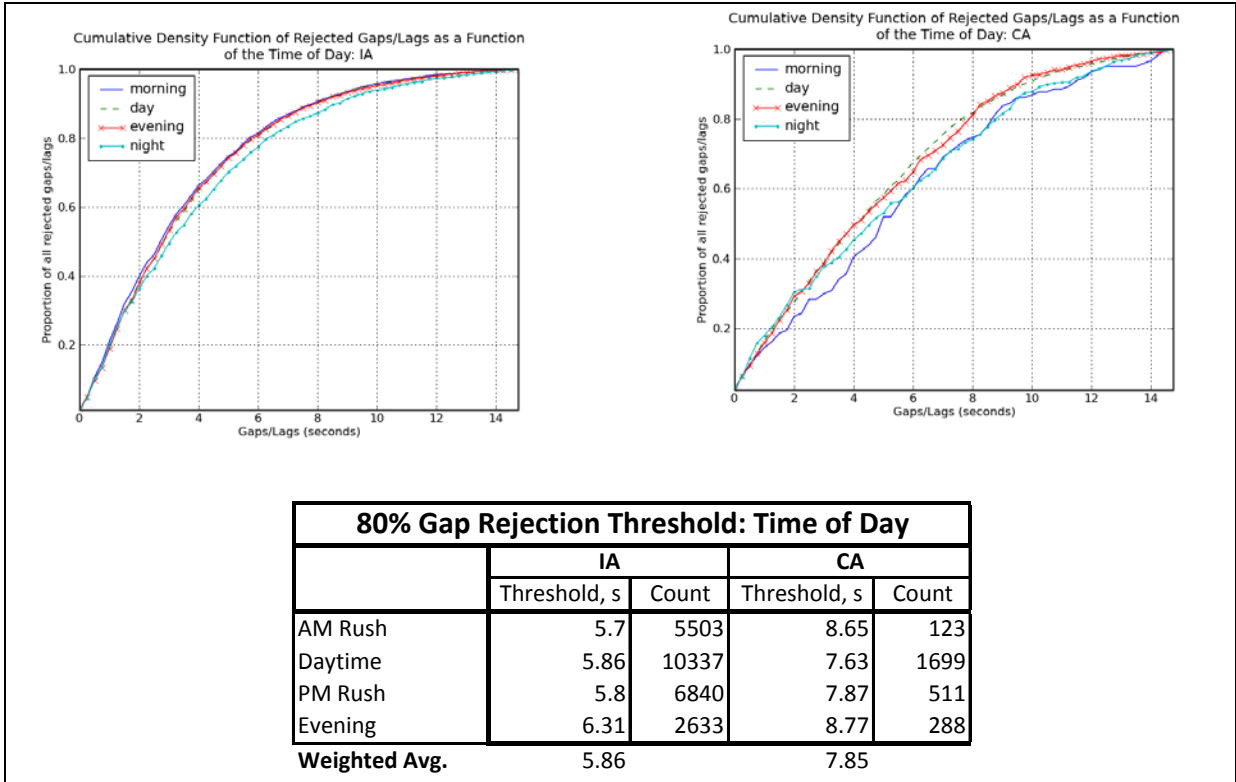 Cumulative Density Function of Rejected Gaps/Lags as a Function
of the Time of Day: IA
1.0
0.8
0.6
0.4
0.2
0 2 4 6 8 10 12 14
Proportion of all rejected gaps/lags
Gaps/Lags (seconds)
morning
day
evening
night
Cumulative Density Function of Rejected Gaps/Lags as a Function
of the Time of Day: CA
1.0
0.8
0.6
0.4
0.2
0 2 4 6 8 10 12 14
Proportion of all rejected gaps/lags
Gaps/Lags (seconds)
morning
day
evening
night
80% Gap Rejection Threshold: Time of Day
IA CA
Threshold, s Count Threshold, s Count
AM Rush 5.7 5503 8.65 123
Daytime 5.86 10337 7.63 1699
PM Rush 5.8 6840 7.87 511
Evening 6.31 2633 8.77 288
Weighted Avg. 5.86 7.85